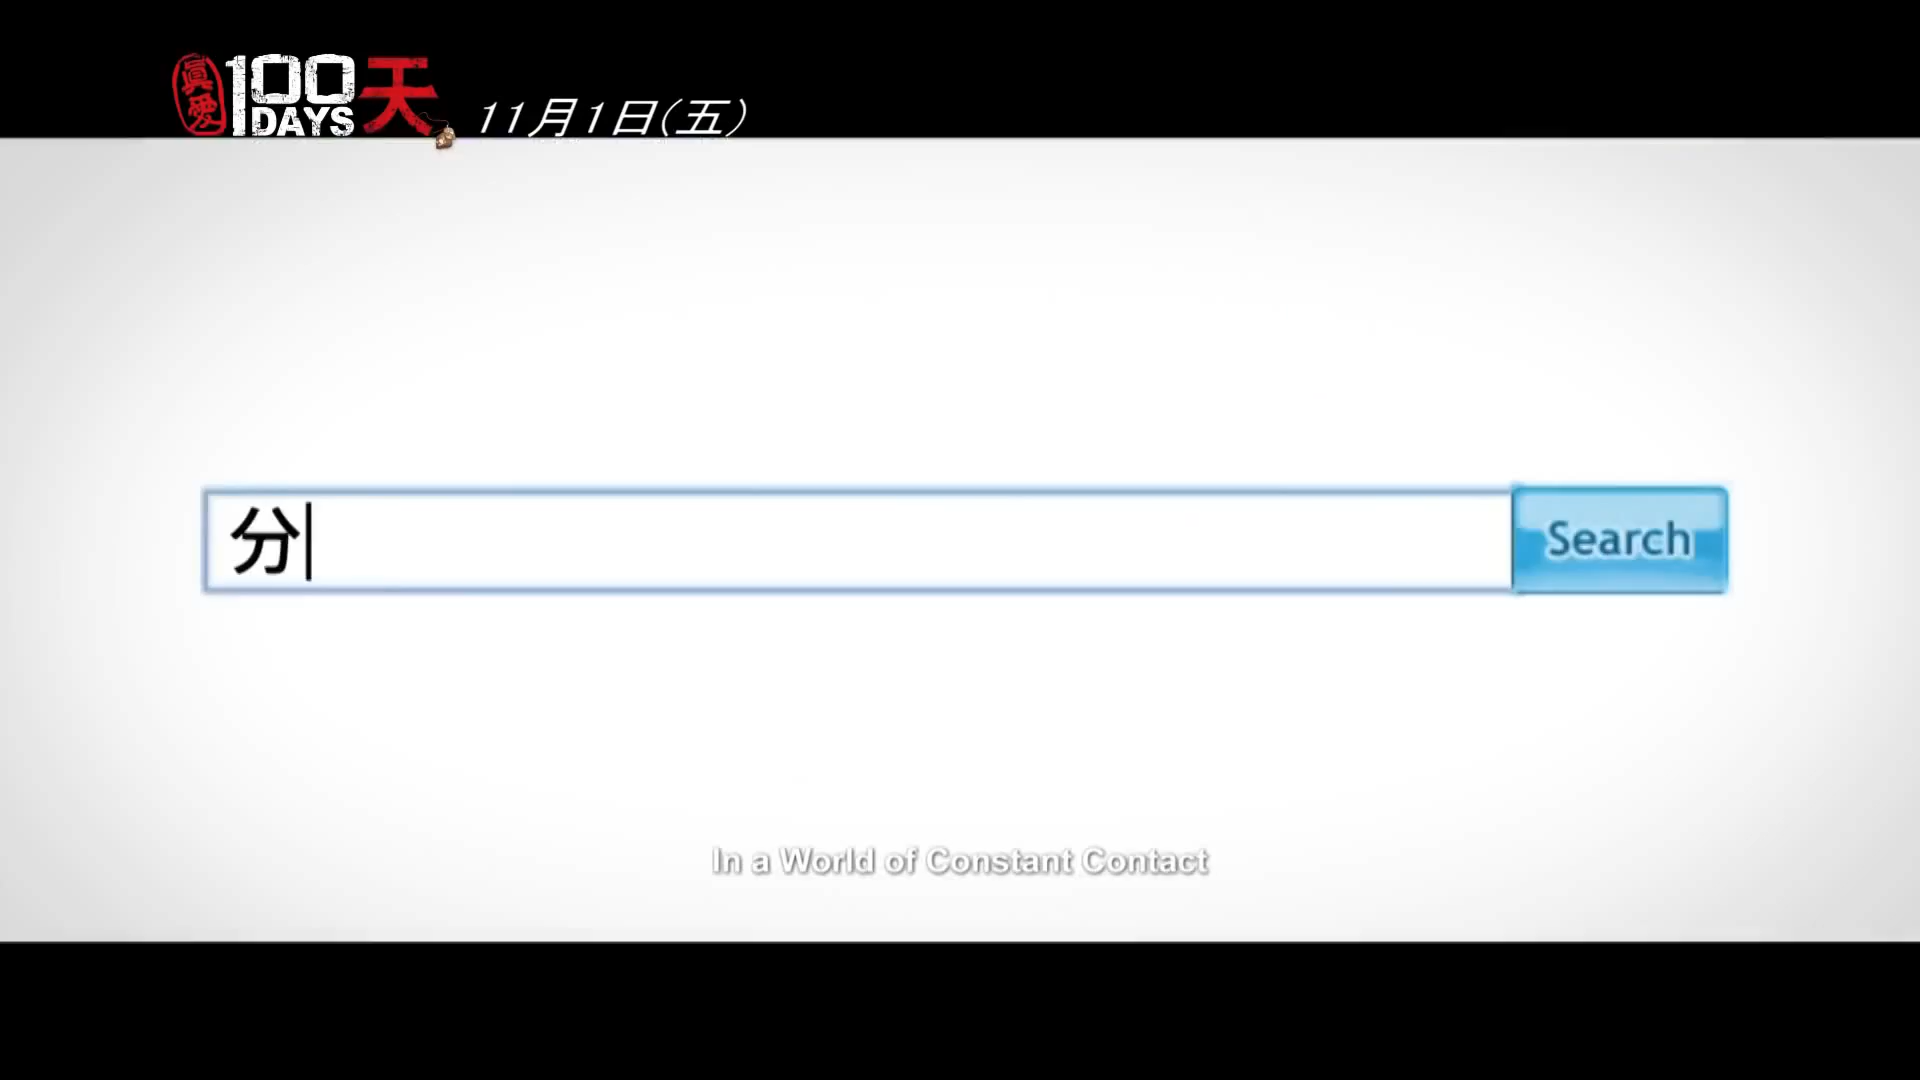 真愛 100 DAYS 天 11月1日(五)
分
Search
In a World of Constant Contact